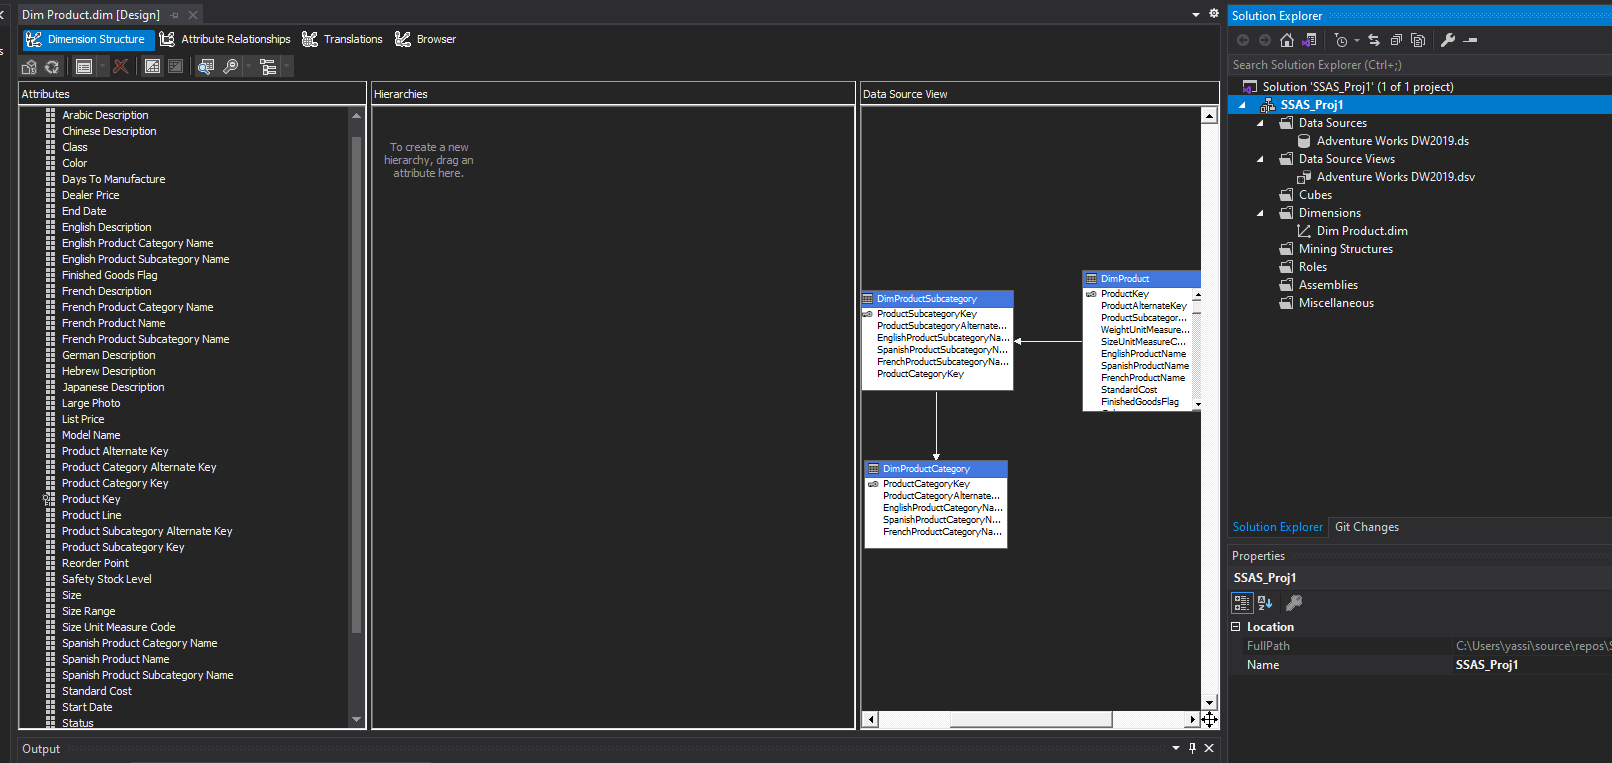 Dim Product.dim [Design]
Dimension Structure
Attribute Relationships
Translations
Browser
Attributes
Arabic Description
Chinese Description
Class
Color
Days To Manufacture
Dealer Price
End Date
English Description
English Product Category Name
English Product Subcategory Name
Finished Goods Flag
French Description
French Product Category Name
French Product Name
French Product Subcategory Name
German Description
Hebrew Description
Japanese Description
Large Photo
List Price
Model Name
Product Alternate Key
Product Category Alternate Key
Product Category Key
Product Key
Product Line
Product Subcategory Alternate Key
Product Subcategory Key
Reorder Point
Safety Stock Level
Size
Size Range
Size Unit Measure Code
Spanish Product Category Name
Spanish Product Name
Spanish Product Subcategory Name
Standard Cost
Start Date
Status
Hierarchies
To create a new
hierarchy, drag an
attribute here.
Data Source View
DimProductSubcategory
ProductSubcategoryKey
ProductSubcategoryAlternate...
EnglishProductSubcategoryNa...
SpanishProductSubcategoryN...
FrenchProductSubcategoryNa...
ProductCategoryKey
DimProduct
ProductKey
ProductAlternateKey
ProductSubcategor...
WeightUnitMeasure...
SizeUnitMeasureC...
EnglishProductName
SpanishProductName
FrenchProductName
StandardCost
FinishedGoodsFlag
DimProductCategory
ProductCategoryKey
ProductCategoryAlternate...
EnglishProductCategoryNa...
SpanishProductCategoryN...
FrenchProductCategoryNa...
Output
Solution Explorer
Search Solution Explorer (Ctrl+;)
Solution 'SSAS_Proj1' (1 of 1 project)
SSAS_Proj1
Data Sources
Adventure Works DW2019.ds
Data Source Views
Adventure Works DW2019.dsv
Cubes
Dimensions
Dim Product.dim
Mining Structures
Roles
Assemblies
Miscellaneous
Solution Explorer
Git Changes
Properties
SSAS_Proj1
Location
FullPath C:\Users\yassi\source\repos\S
Name SSAS_Proj1